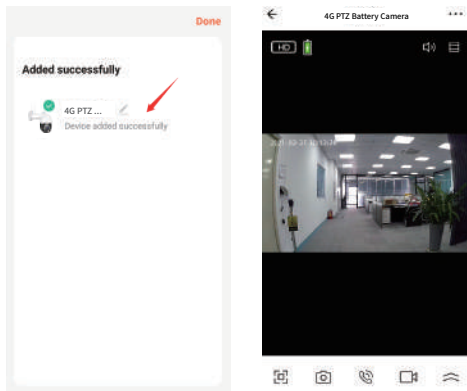 Done
Added successfully
4G PTZ ...
Device added successfully
4G PTZ Battery Camera
HD